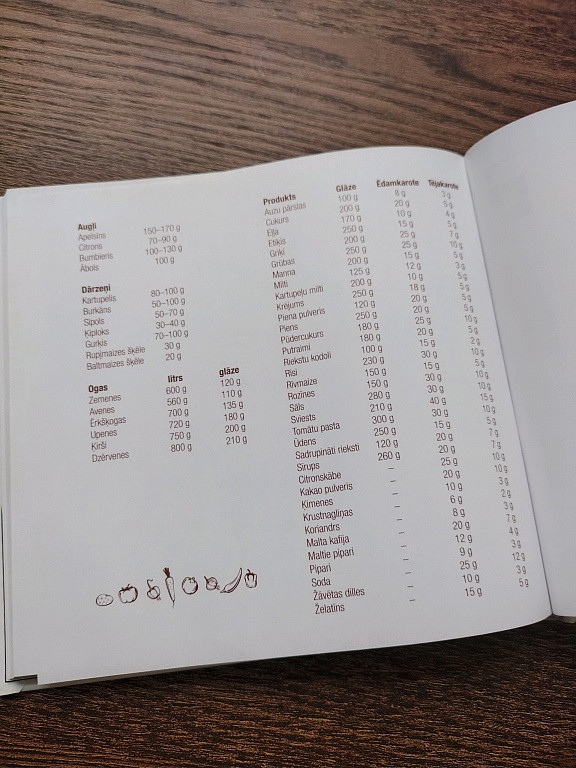 Augļi
Apelsīns 150–170 g
Citrons 70–90 g
Bumbieris 100–130 g
Ābols 100 g
Dārzeņi
Kartupelis 80–100 g
Burkāns 50–100 g
Sīpols 50–70 g
Ķiploks 30–40 g
Gurķis 70–100 g
Rupjmaizes šķēle 30 g
Baltmaizes šķēle 20 g
Ogas litrs glāze
Zemenes 600 g 120 g
Avenes 560 g 110 g
Ērkšķogas 700 g 135 g
Upenes 720 g 180 g
Ķirši 750 g 200 g
Dzērvenes 800 g 210 g
Produkts Glāze Ēdamkarote Tējakarote
Auzu pārslas 100 g 8 g 3 g
Cukurs 200 g 20 g 5 g
Eļļa 170 g 10 g 4 g
Etiķis 250 g 15 g 5 g
Griķi 200 g 25 g 7 g
Grūbas 250 g 25 g 10 g
Manna 200 g 15 g 5 g
Milti 125 g 12 g 3 g
Kartupeļu milti 200 g 10 g 5 g
Krējums 250 g 18 g 5 g
Piena pulveris 120 g 20 g 5 g
Piens 250 g 20 g 5 g
Pūdercukurs 180 g 25 g 10 g
Putraimi 180 g 20 g 5 g
Riekstu kodoli 100 g 15 g 2 g
Rīsi 230 g 30 g 10 g
Rīvmaize 150 g 15 g 5 g
Rozīnes 150 g 30 g 10 g
Sāls 280 g 30 g 10 g
Sviests 210 g 40 g 15 g
Tomātu pasta 300 g 30 g 10 g
Ūdens 250 g 15 g 5 g
Sadrupināti rieksti 120 g 20 g 7 g
Sīrups 260 g 20 g 7 g
Citronskābe – 25 g 10 g
Kakao pulveris – 20 g 10 g
Ķimenes – 10 g 3 g
Krustnagliņas – 6 g 2 g
Koriandrs – 8 g 3 g
Malta kafija – 20 g 7 g
Maltie pipari – 12 g 4 g
Pipari – 9 g 3 g
Soda – 25 g 12 g
Žāvētas dilles – 10 g 3 g
Želatīns – 15 g 5 g